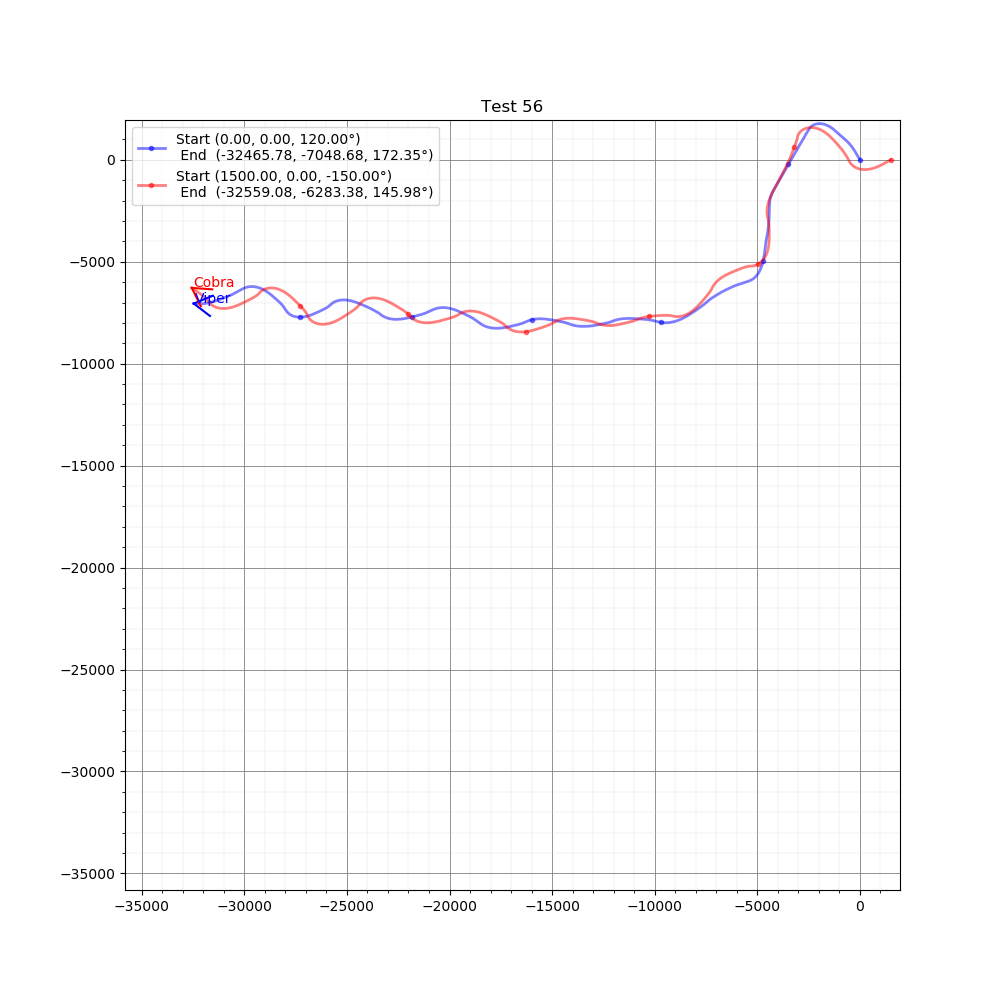 Test 56
Start (0.00, 0.00, 120.00°)
End  (-32465.78, -7048.68, 172.35°)
Start (1500.00, 0.00, -150.00°)
End  (-32559.08, -6283.38, 145.98°)
Cobra
Viper
0
−5000
−10000
−15000
−20000
−25000
−30000
−35000
−35000 −30000 −25000 −20000 −15000 −10000 −5000 0